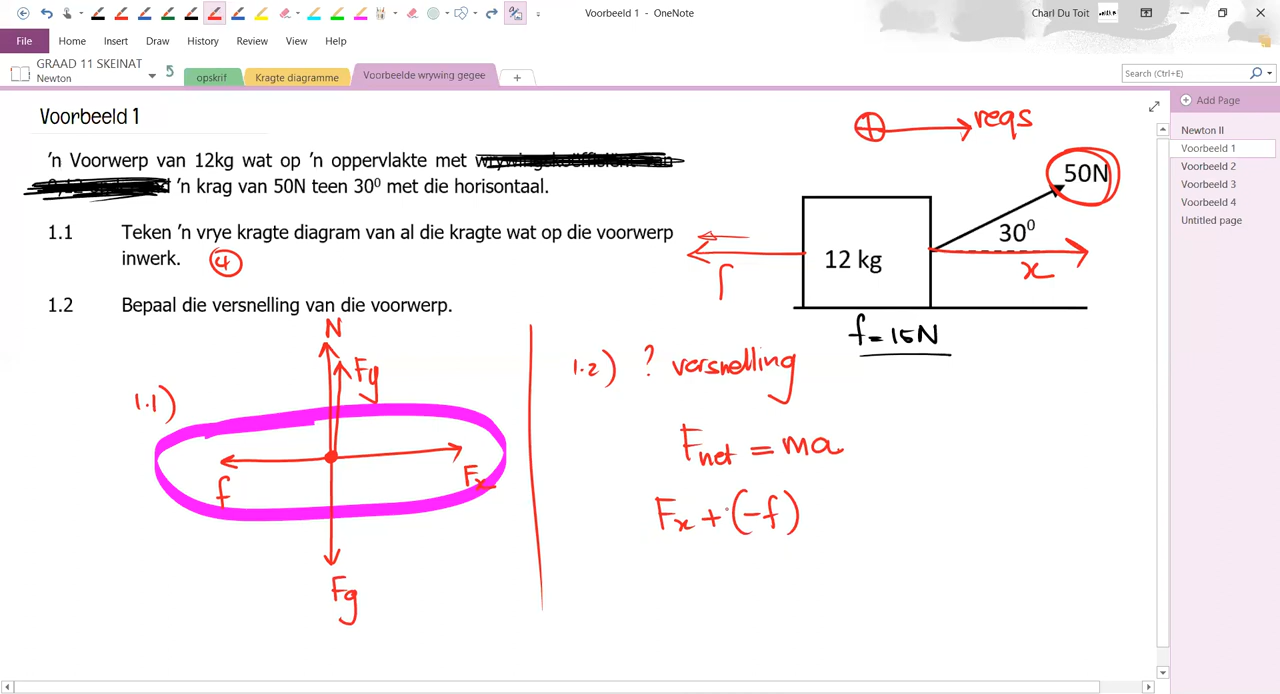 Voorbeeld 1 - OneNote
Charl Du Toit
File Home Insert Draw History Review View Help
GRAAD 11 SKEINAT
Newton
opskrif
Kragte diagramme
Voorbeelde wrywing gegee
Search (Ctrl+E)
Add Page
Newton II
Voorbeeld 1
Voorbeeld 2
Voorbeeld 3
Voorbeeld 4
Untitled page
Voorbeeld 1
'n Voorwerp van 12kg wat op 'n oppervlakte met
'n krag van 50N teen 30⁰ met die horisontaal.
1.1 Teken 'n vrye kragte diagram van al die kragte wat op die voorwerp
inwerk. 4
1.2 Bepaal die versnelling van die voorwerp.
+ regs
50N
30⁰
12 kg
f
x
f = 15N
1.1)
N
Fy
f
Fx
Fg
1.2) ? versnelling
Fnet = ma
Fx + (-f)